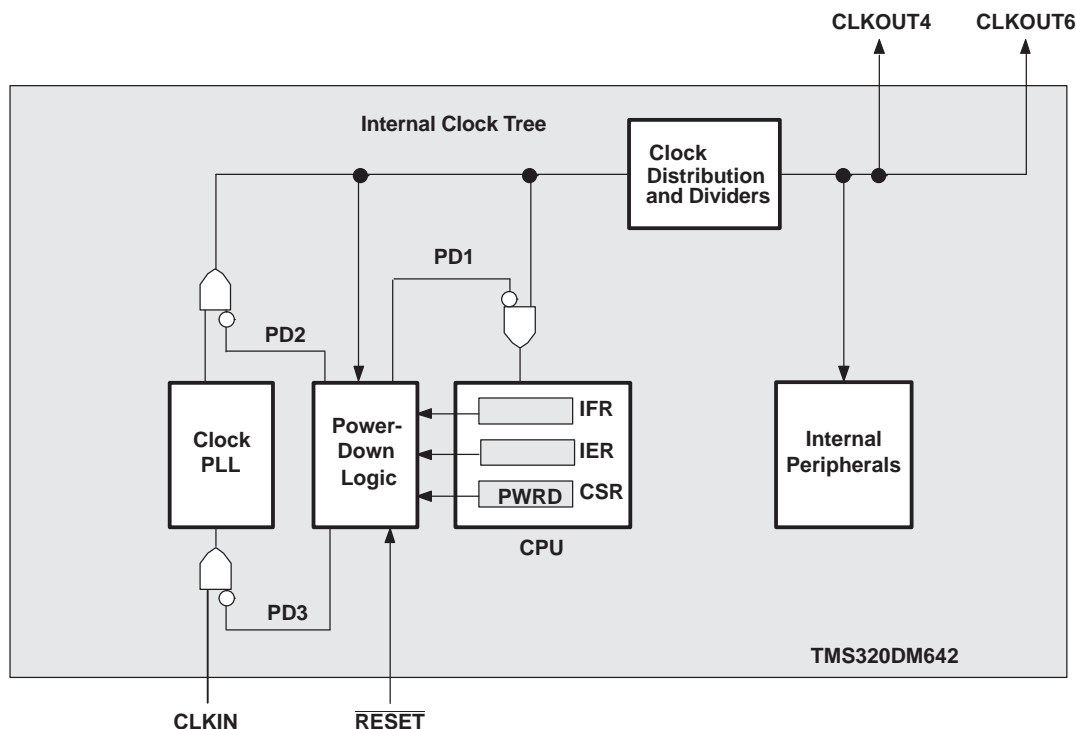 CLKOUT4 CLKOUT6
Internal Clock Tree
Clock
Distribution
and Dividers
PD1
PD2
Clock
PLL
Power-
Down
Logic
IFR
IER
PWRD CSR
CPU
Internal
Peripherals
PD3
TMS320DM642
CLKIN RESET